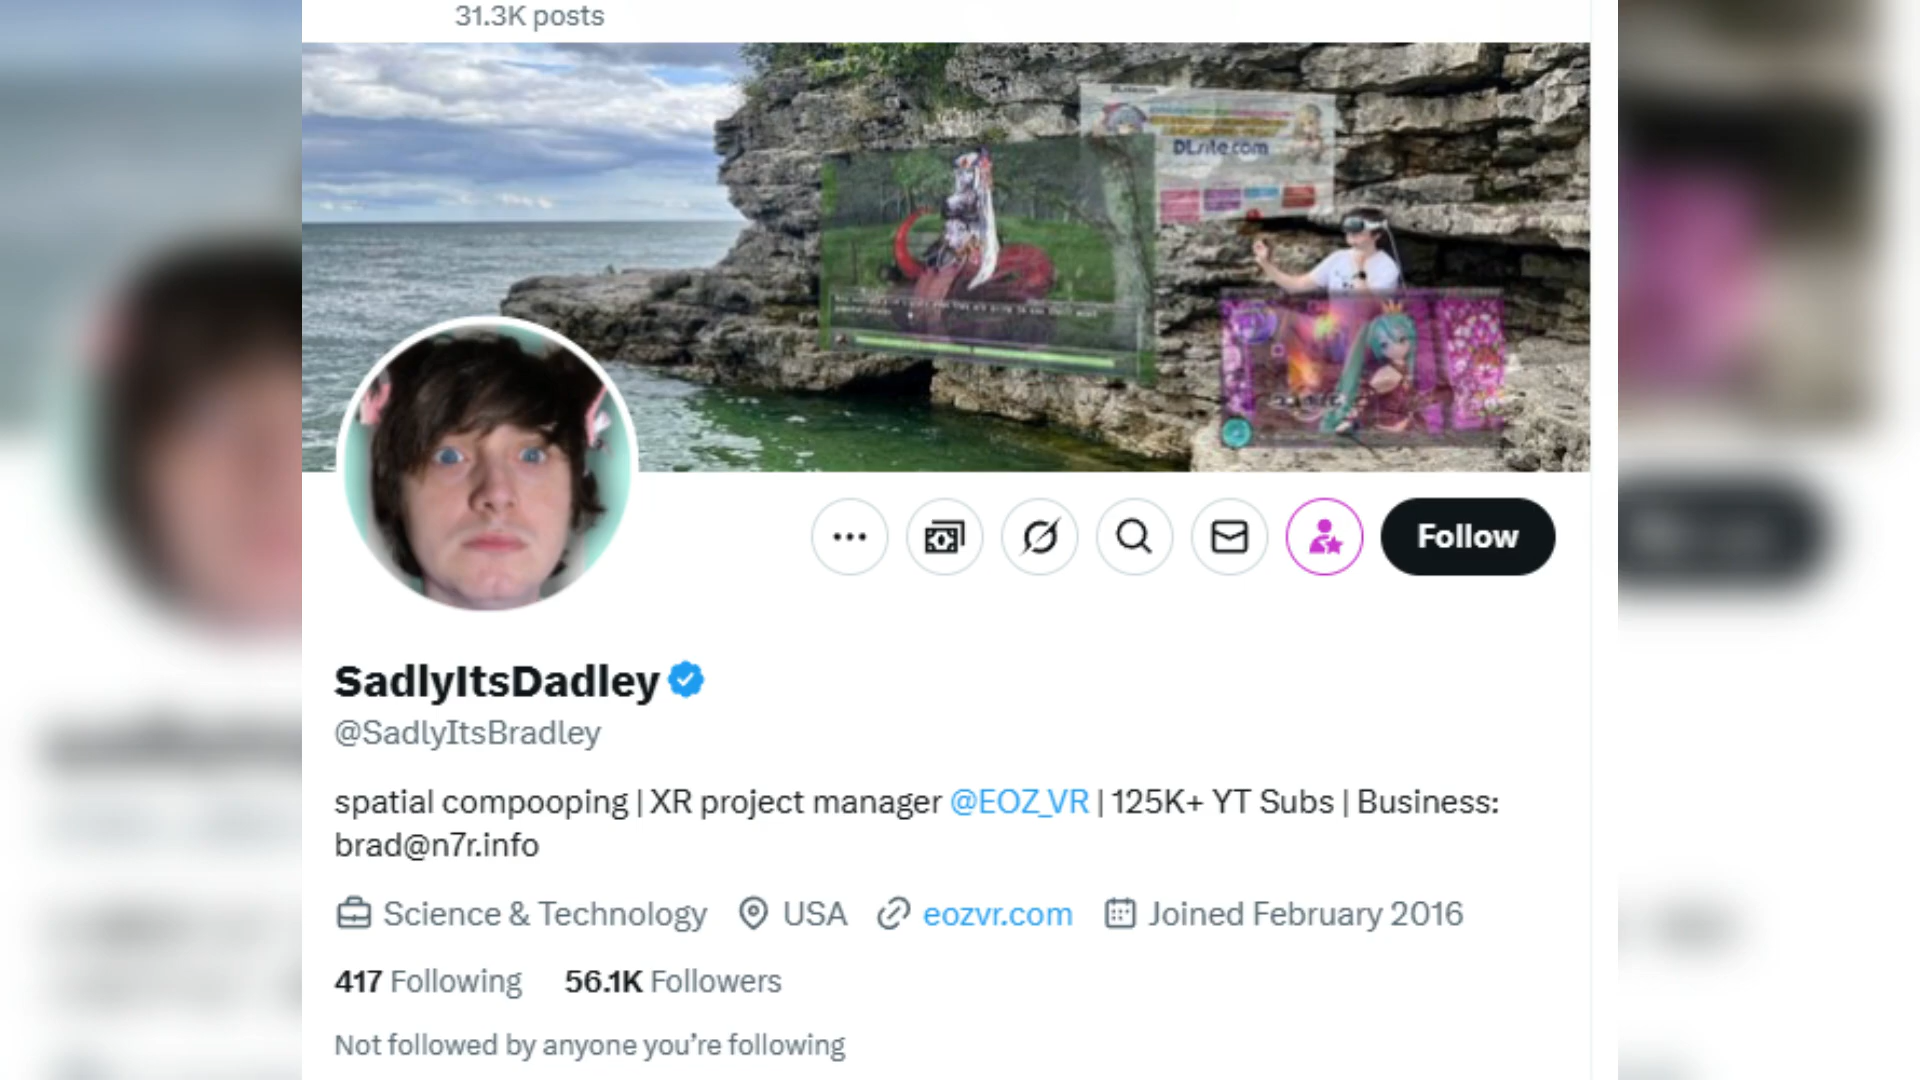 31.3K posts
DLsite.com
Follow
SadlyItsDadley
@SadlyItsBradley
spatial compooping | XR project manager @EOZ_VR | 125K+ YT Subs | Business:
brad@n7r.info
Science & Technology USA eozvr.com Joined February 2016
417 Following 56.1K Followers
Not followed by anyone you’re following